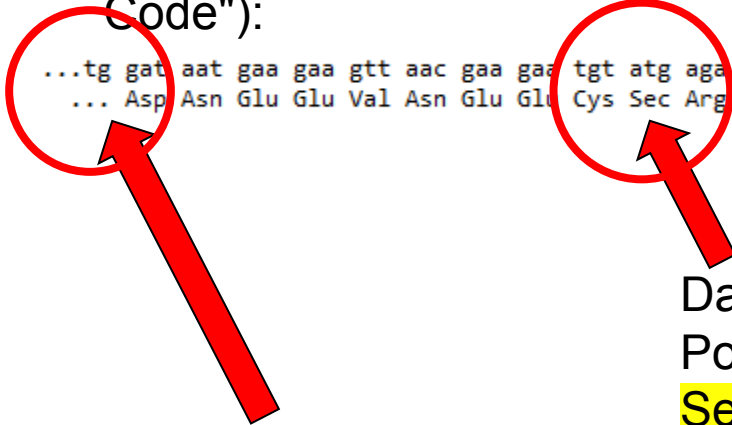 Code"):
...tg gat aat gaa gaa gtt aac gaa gaa tgt atg aga
... Asp Asn Glu Glu Val Asn Glu Glu Cys Sec Arg
Da
Po
Se